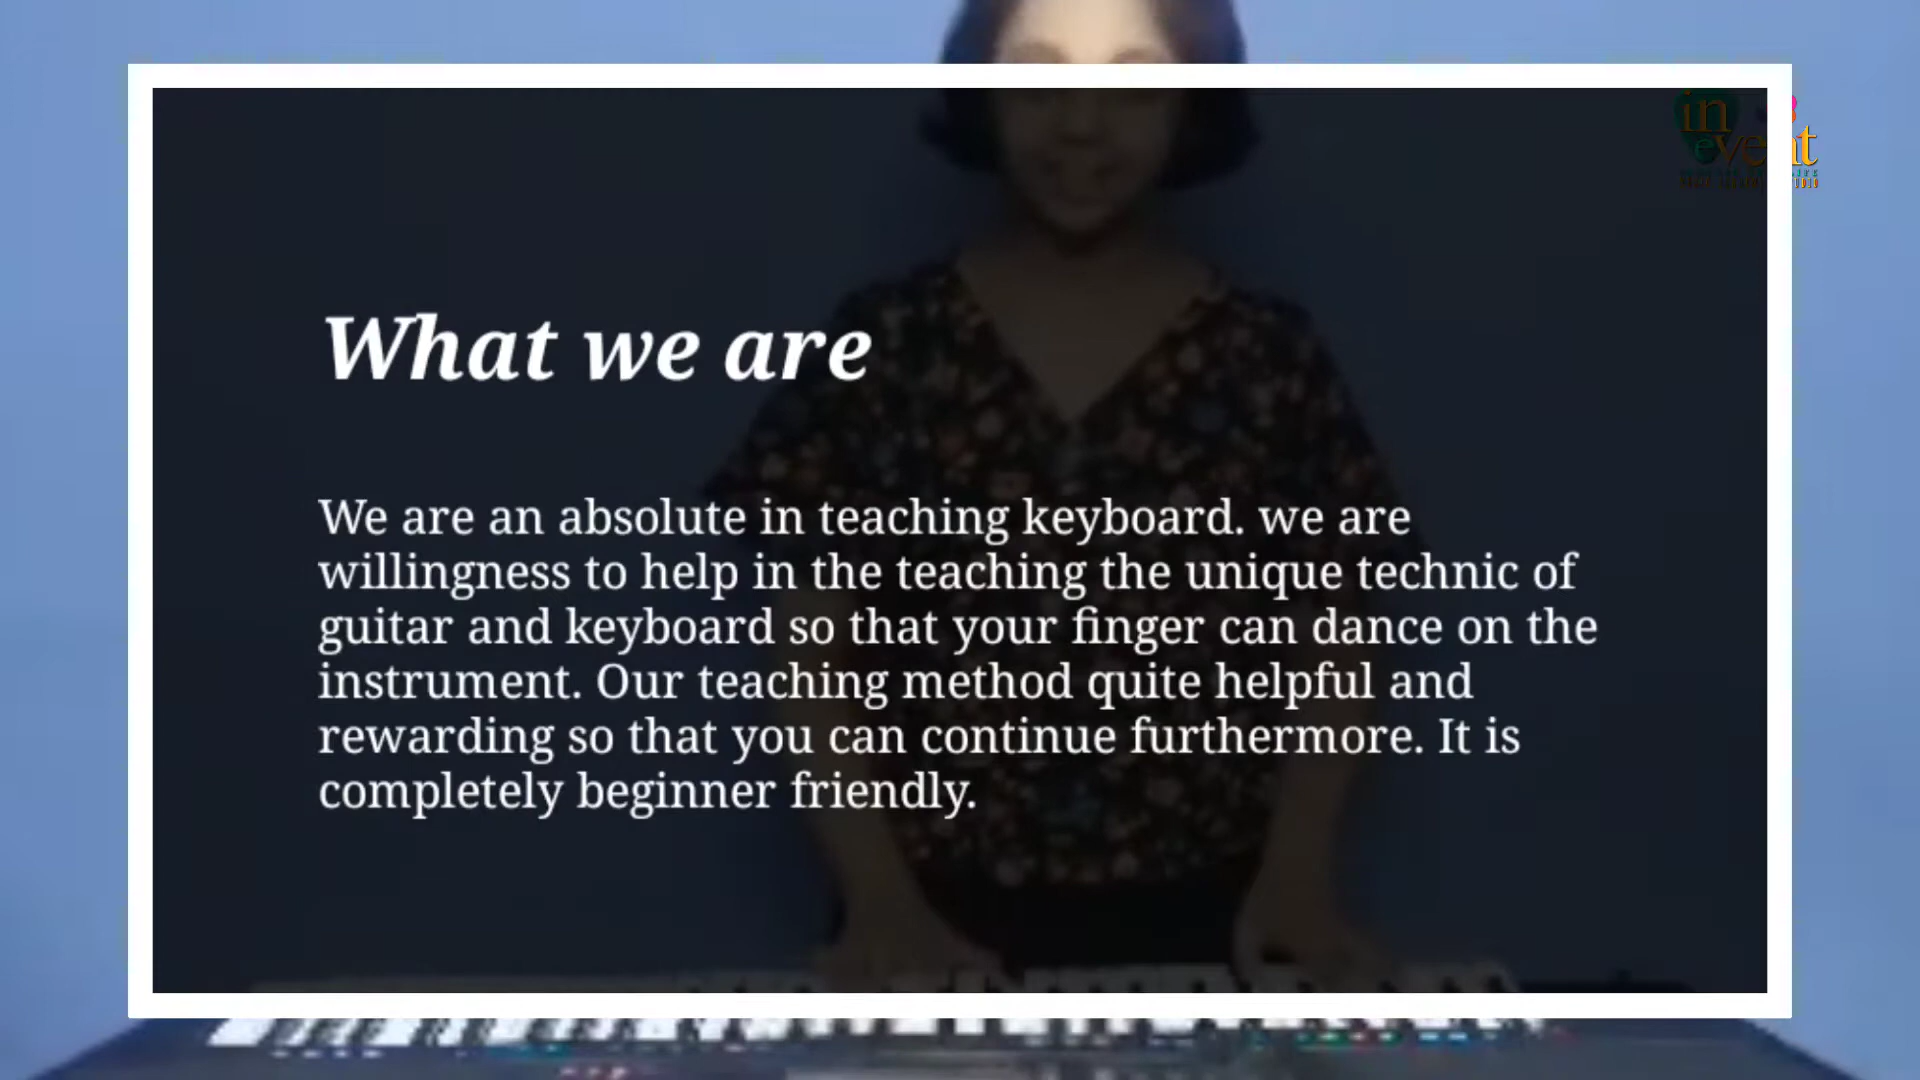 in
event
What we are
We are an absolute in teaching keyboard. we are
willingness to help in the teaching the unique technic of
guitar and keyboard so that your finger can dance on the
instrument. Our teaching method quite helpful and
rewarding so that you can continue furthermore. It is
completely beginner friendly.